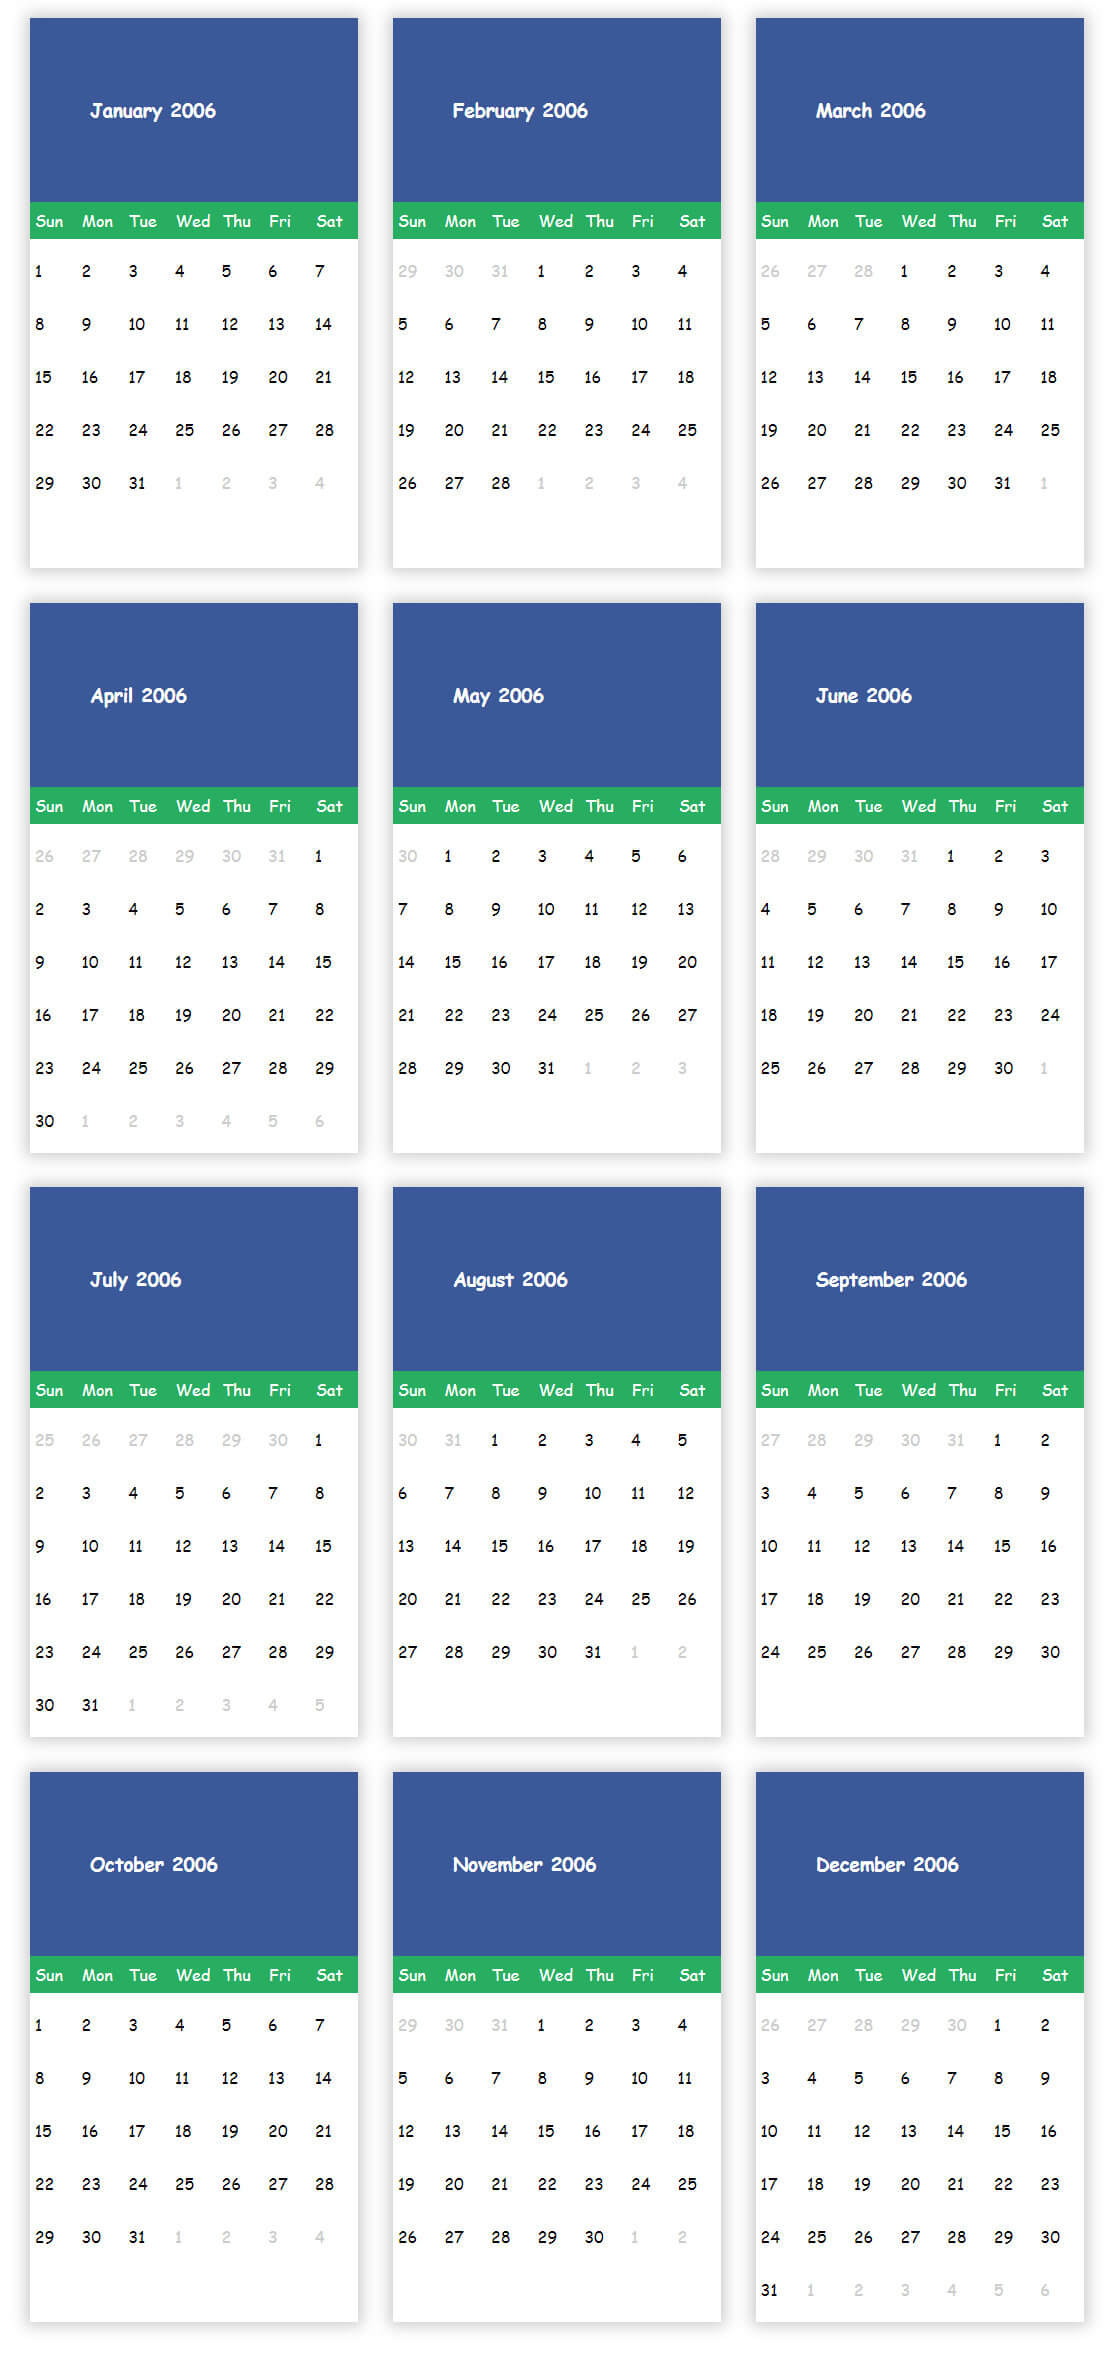 January 2006
Sun Mon Tue Wed Thu Fri Sat
1 2 3 4 5 6 7
8 9 10 11 12 13 14
15 16 17 18 19 20 21
22 23 24 25 26 27 28
29 30 31 1 2 3 4
February 2006
Sun Mon Tue Wed Thu Fri Sat
29 30 31 1 2 3 4
5 6 7 8 9 10 11
12 13 14 15 16 17 18
19 20 21 22 23 24 25
26 27 28 1 2 3 4
March 2006
Sun Mon Tue Wed Thu Fri Sat
26 27 28 1 2 3 4
5 6 7 8 9 10 11
12 13 14 15 16 17 18
19 20 21 22 23 24 25
26 27 28 29 30 31 1
April 2006
Sun Mon Tue Wed Thu Fri Sat
26 27 28 29 30 31 1
2 3 4 5 6 7 8
9 10 11 12 13 14 15
16 17 18 19 20 21 22
23 24 25 26 27 28 29
30 1 2 3 4 5 6
May 2006
Sun Mon Tue Wed Thu Fri Sat
30 1 2 3 4 5 6
7 8 9 10 11 12 13
14 15 16 17 18 19 20
21 22 23 24 25 26 27
28 29 30 31 1 2 3
June 2006
Sun Mon Tue Wed Thu Fri Sat
28 29 30 31 1 2 3
4 5 6 7 8 9 10
11 12 13 14 15 16 17
18 19 20 21 22 23 24
25 26 27 28 29 30 1
July 2006
Sun Mon Tue Wed Thu Fri Sat
25 26 27 28 29 30 1
2 3 4 5 6 7 8
9 10 11 12 13 14 15
16 17 18 19 20 21 22
23 24 25 26 27 28 29
30 31 1 2 3 4 5
August 2006
Sun Mon Tue Wed Thu Fri Sat
30 31 1 2 3 4 5
6 7 8 9 10 11 12
13 14 15 16 17 18 19
20 21 22 23 24 25 26
27 28 29 30 31 1 2
September 2006
Sun Mon Tue Wed Thu Fri Sat
27 28 29 30 31 1 2
3 4 5 6 7 8 9
10 11 12 13 14 15 16
17 18 19 20 21 22 23
24 25 26 27 28 29 30
October 2006
Sun Mon Tue Wed Thu Fri Sat
1 2 3 4 5 6 7
8 9 10 11 12 13 14
15 16 17 18 19 20 21
22 23 24 25 26 27 28
29 30 31 1 2 3 4
November 2006
Sun Mon Tue Wed Thu Fri Sat
29 30 31 1 2 3 4
5 6 7 8 9 10 11
12 13 14 15 16 17 18
19 20 21 22 23 24 25
26 27 28 29 30 1 2
December 2006
Sun Mon Tue Wed Thu Fri Sat
26 27 28 29 30 1 2
3 4 5 6 7 8 9
10 11 12 13 14 15 16
17 18 19 20 21 22 23
24 25 26 27 28 29 30
31 1 2 3 4 5 6